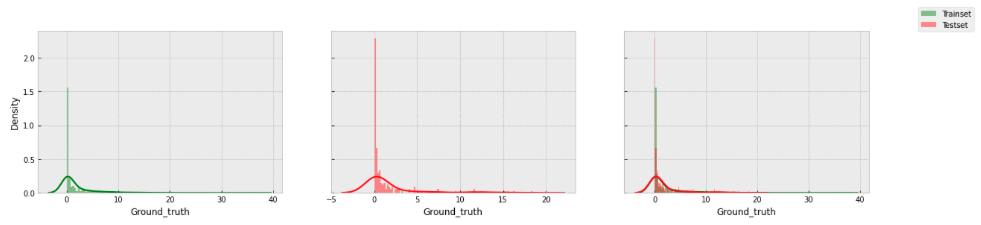 Trainset
Testset
2.0
1.5
1.0
0.5
0.0
Density
0 10 20 30 40
Ground_truth
−5 0 5 10 15 20
Ground_truth
0 10 20 30 40
Ground_truth